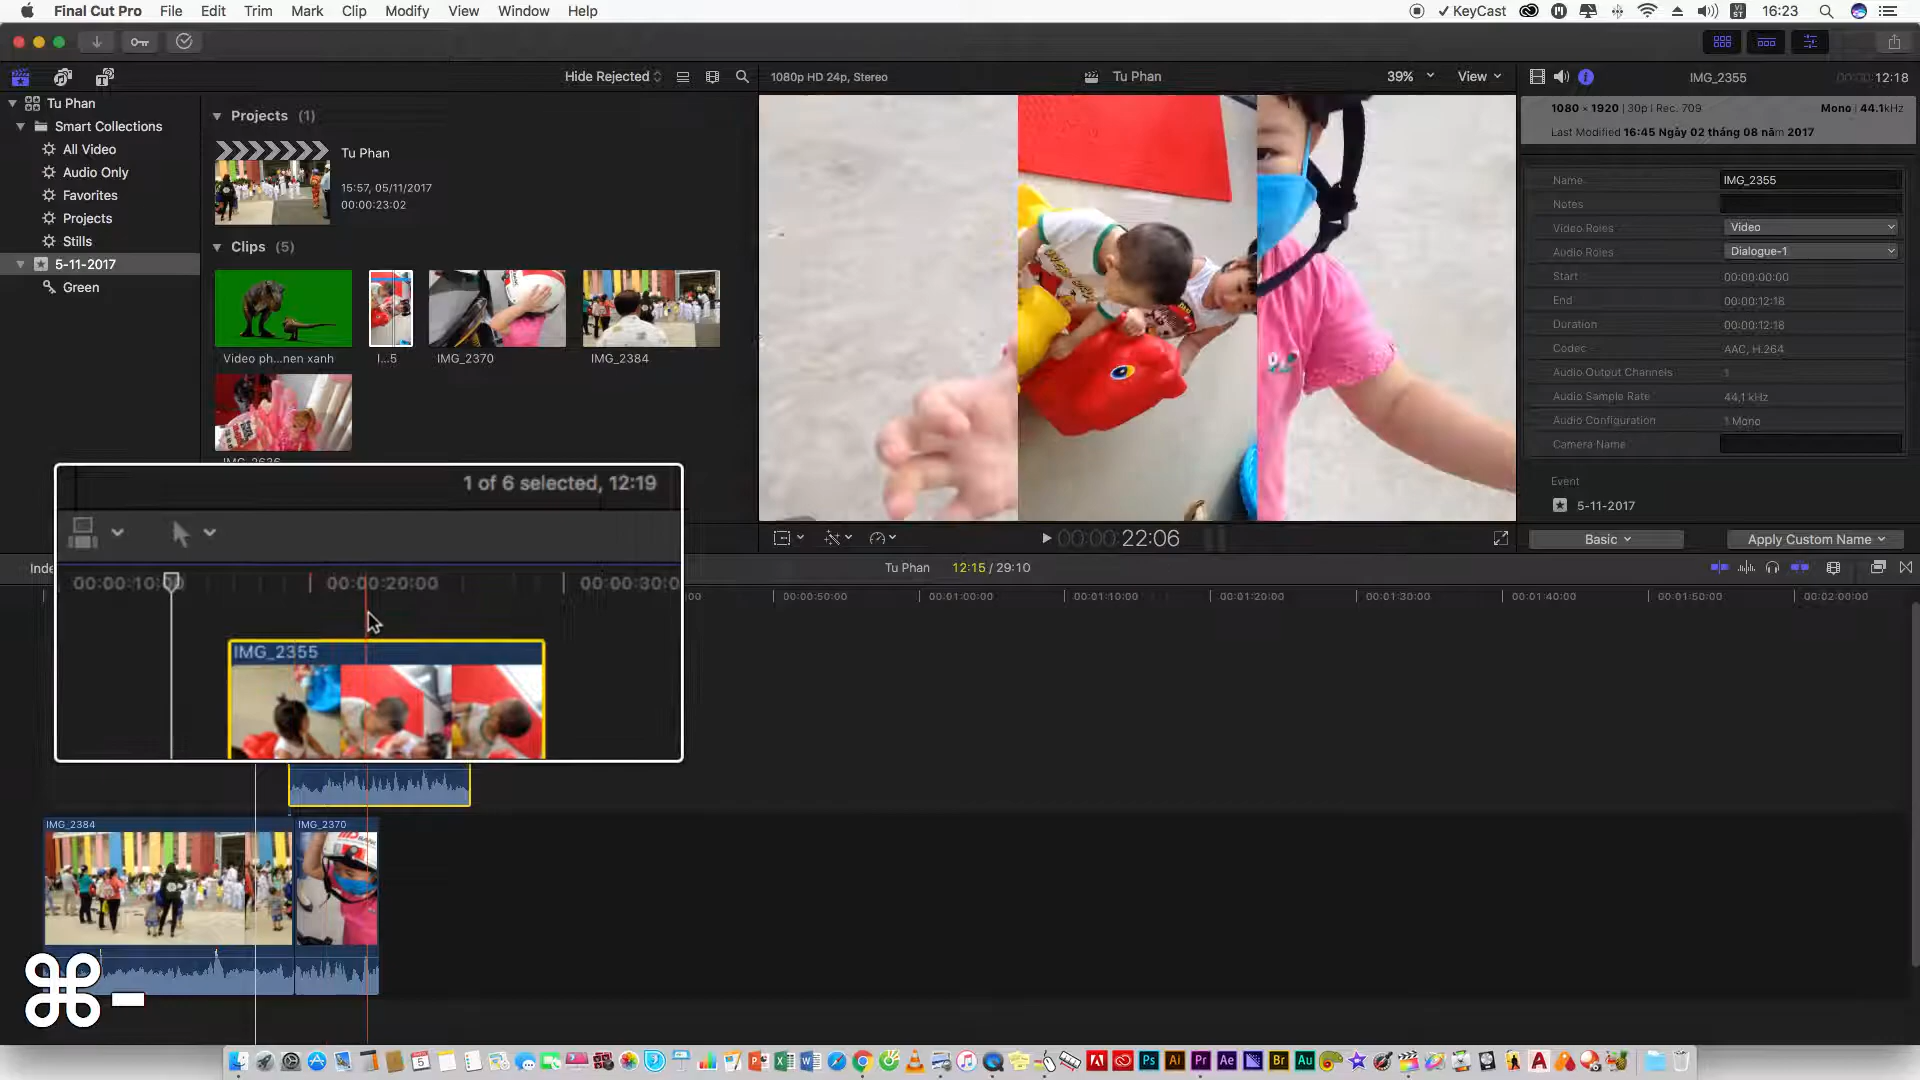 Final Cut Pro File Edit Trim Mark Clip Modify View Window Help
KeyCast
16:23
Hide Rejected
1080p HD 24p, Stereo
Tu Phan
39%
View
IMG_2355
00:00:12:18
Tu Phan
Smart Collections
All Video
Audio Only
Favorites
Projects
Stills
5-11-2017
Green
Projects (1)
Tu Phan
15:57, 05/11/2017
00:00:23:02
Clips (5)
Video ph...nen xanh
I...5
IMG_2370
IMG_2384
1080 × 1920 | 30p | Rec. 709
Mono | 44.1kHz
Last Modified 16:45 Ngày 02 tháng 08 năm 2017
Name IMG_2355
Notes
Video Roles Video
Audio Roles Dialogue-1
Start 00:00:00:00
End 00:00:12:18
Duration 00:00:12:18
Codec AAC, H.264
Audio Output Channels 1
Audio Sample Rate 44,1 kHz
Audio Configuration 1 Mono
Camera Name
Event
5-11-2017
Basic
Apply Custom Name
00:00:22:06
Inde
Tu Phan
12:15 / 29:10
1 of 6 selected, 12:19
00:00:10:00
00:00:20:00
00:00:30:0
IMG_2355
:00
00:00:50:00
00:01:00:00
00:01:10:00
00:01:20:00
00:01:30:00
00:01:40:00
00:01:50:00
00:02:00:00
IMG_2384
IMG_2370
⌘-